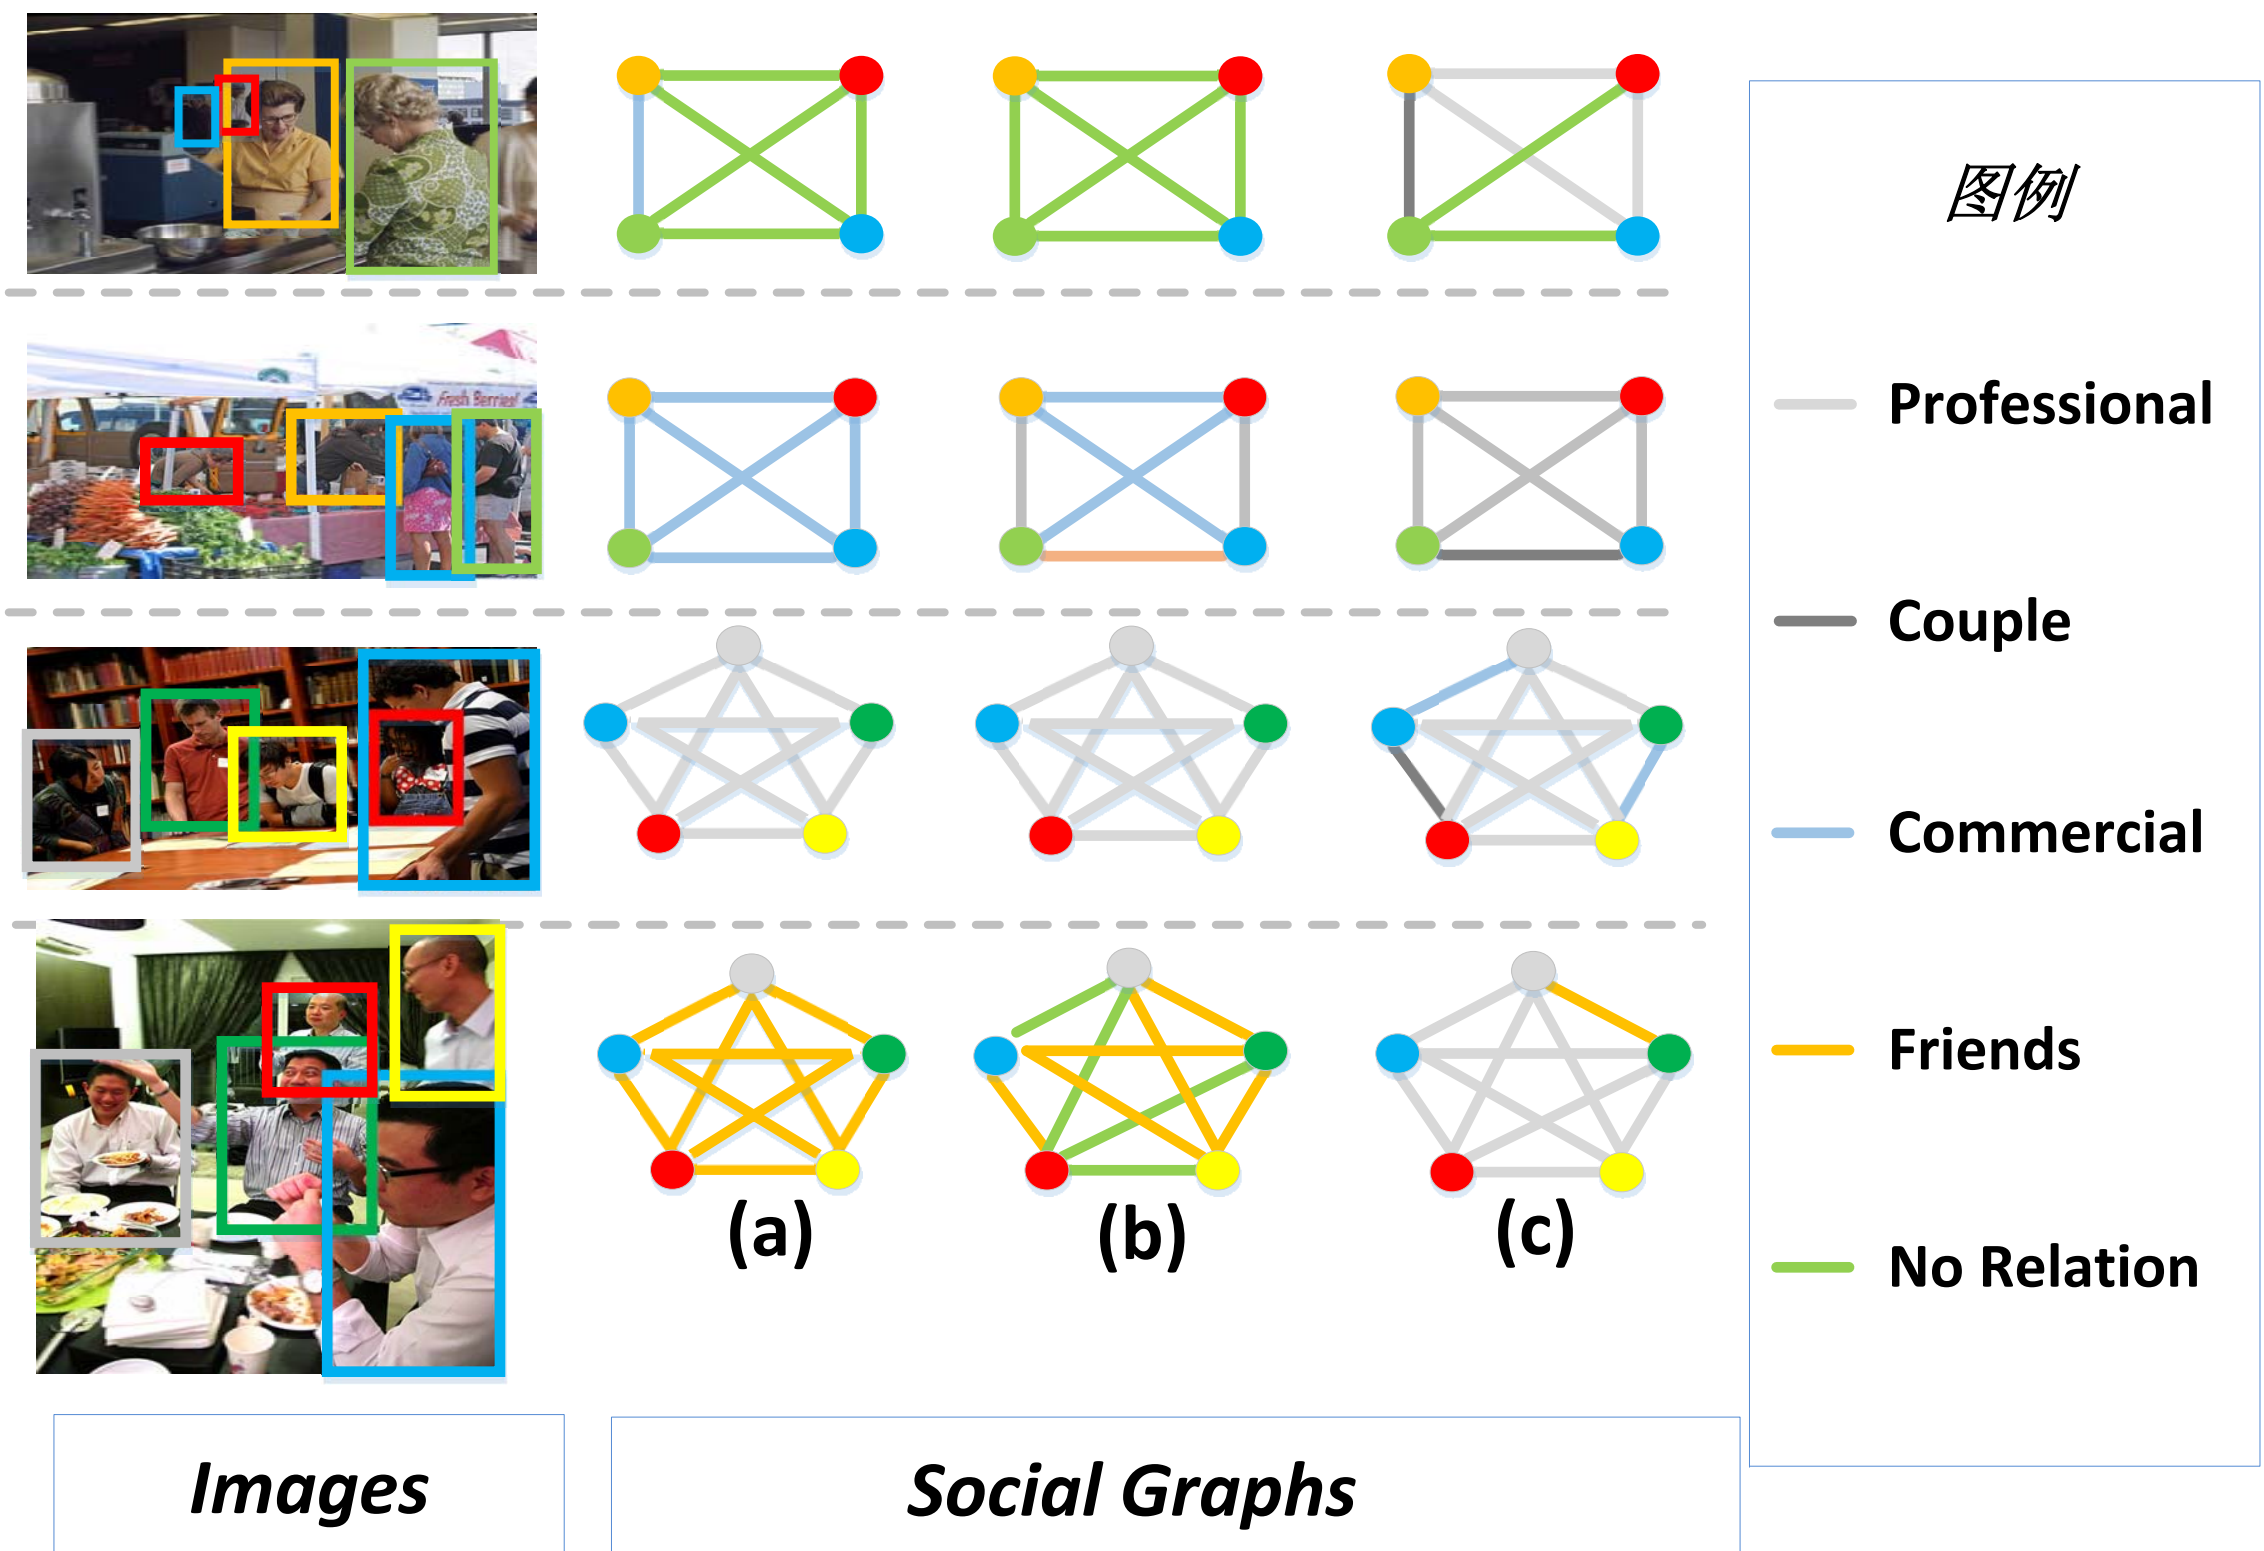 图例
Fresh Berries!
Professional
Couple
Commercial
Friends
No Relation
(a)
(b)
(c)
Images
Social Graphs